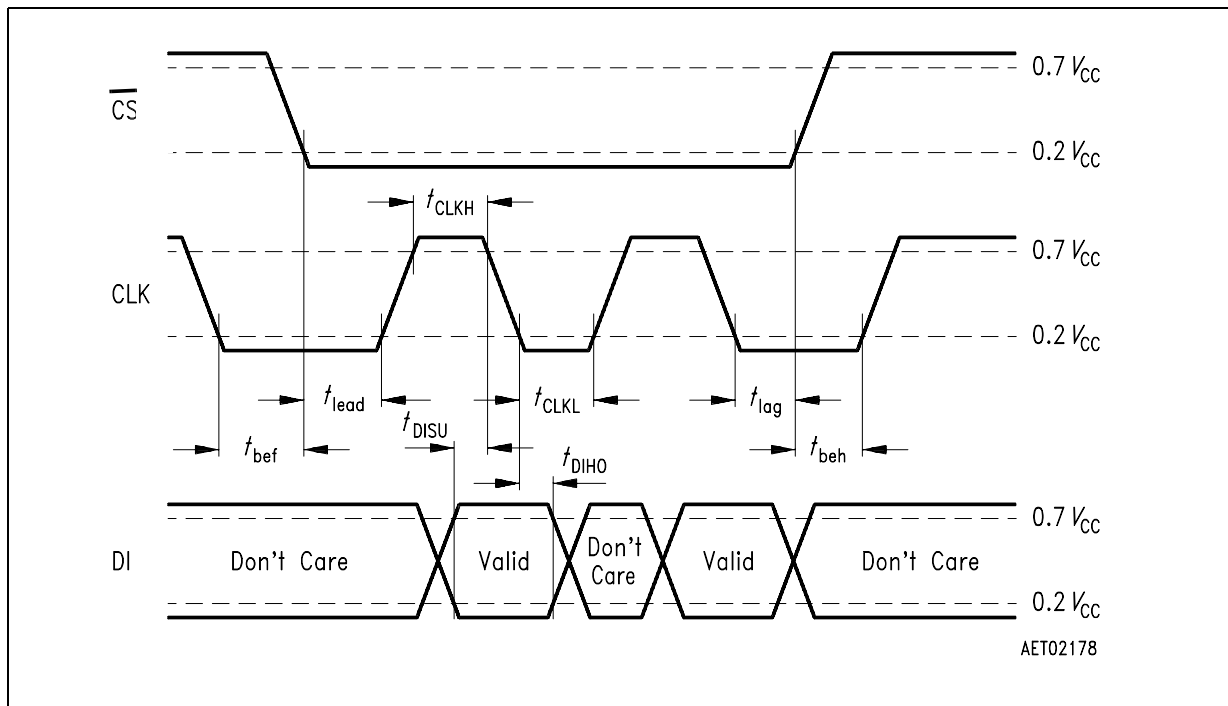 0.7 VCC
CS
0.2 VCC
tCLKH
0.7 VCC
CLK
0.2 VCC
tlead
tCLKL
tlag
tDISU
tbef
tDIHO
tbeh
0.7 VCC
DI
Don't Care
Valid
Don't
Care
Valid
Don't Care
0.2 VCC
AET02178